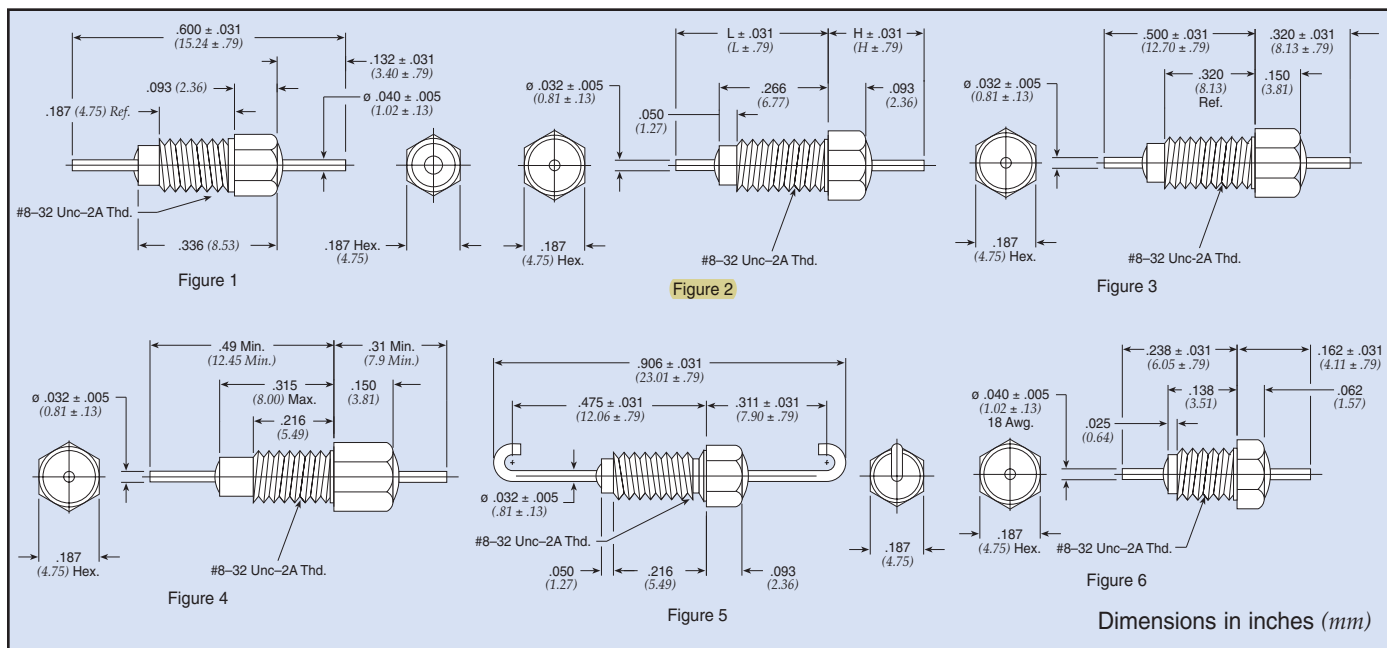 .600 ± .031
(15.24 ± .79)
.132 ± .031
(3.40 ± .79)
.093 (2.36)
.187 (4.75) Ref.
ø .040 ± .005
(1.02 ± .13)
#8–32 Unc–2A Thd.
.336 (8.53)
.187 Hex.
(4.75)
Figure 1
L ± .031
(L ± .79)
H ± .031
(H ± .79)
ø .032 ± .005
(0.81 ± .13)
.266
(6.77)
.093
(2.36)
.050
(1.27)
.187
(4.75) Hex.
#8–32 Unc–2A Thd.
Figure 2
.500 ± .031
(12.70 ± .79)
.320 ± .031
(8.13 ± .79)
ø .032 ± .005
(0.81 ± .13)
.320
(8.13)
Ref.
.150
(3.81)
.187
(4.75) Hex.
#8–32 Unc-2A Thd.
Figure 3
.49 Min.
(12.45 Min.)
.31 Min.
(7.9 Min.)
ø .032 ± .005
(0.81 ± .13)
.315
(8.00) Max.
.150
(3.81)
.216
(5.49)
.187
(4.75) Hex.
#8–32 Unc–2A Thd.
Figure 4
.906 ± .031
(23.01 ± .79)
.475 ± .031
(12.06 ± .79)
.311 ± .031
(7.90 ± .79)
ø .032 ± .005
(.81 ± .13)
#8–32 Unc–2A Thd.
.050
(1.27)
.216
(5.49)
.093
(2.36)
.187
(4.75)
Figure 5
.238 ± .031
(6.05 ± .79)
.162 ± .031
(4.11 ± .79)
ø .040 ± .005
(1.02 ± .13)
18 Awg.
.138
(3.51)
.062
(1.57)
.025
(0.64)
.187
(4.75) Hex.
#8–32 Unc–2A Thd.
Figure 6
Dimensions in inches (mm)